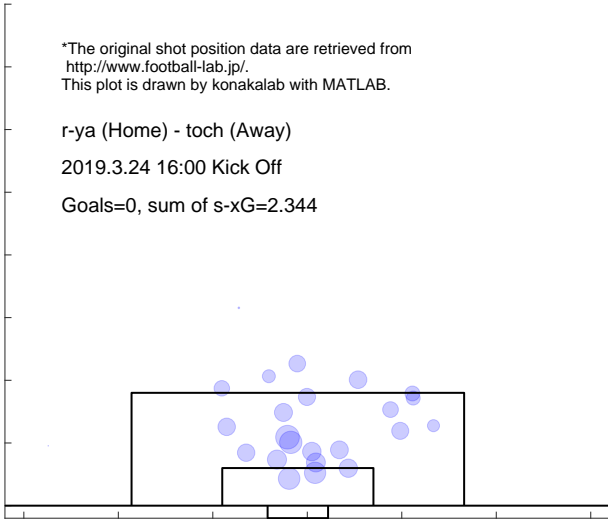 *The original shot position data are retrieved from
http://www.football-lab.jp/.
This plot is drawn by konakalab with MATLAB.
r-ya (Home) - toch (Away)
2019.3.24 16:00 Kick Off
Goals=0, sum of s-xG=2.344